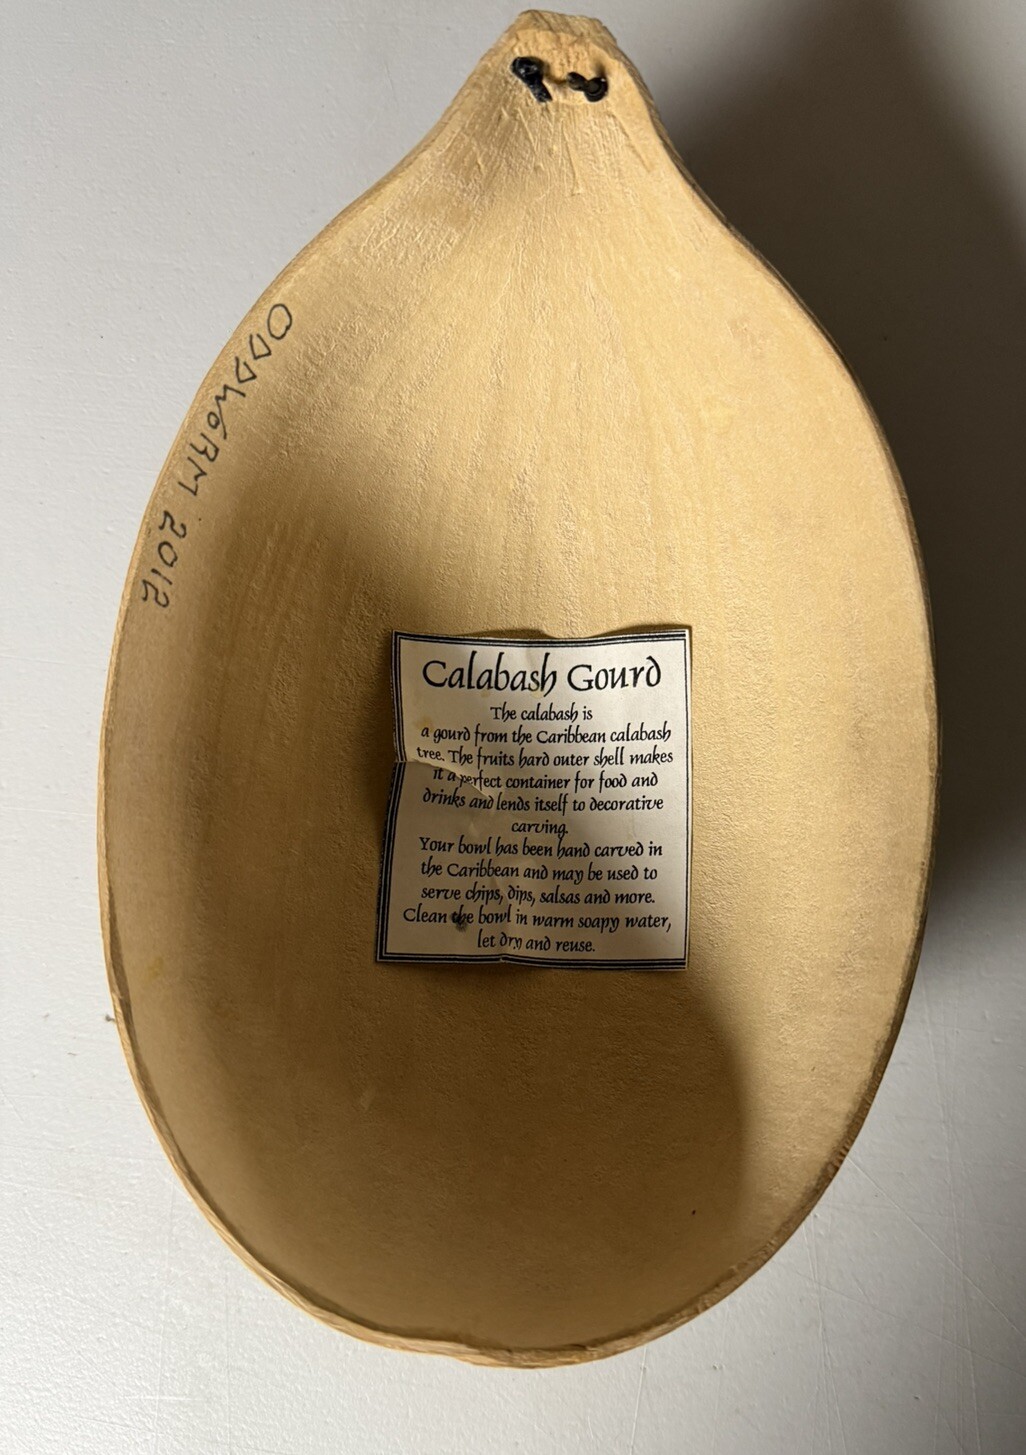 ODDWORM 2012
Calabash Gourd
The calabash is
a gourd from the Caribbean calabash
tree. The fruits hard outer shell makes
it a perfect container for food and
drinks and lends itself to decorative
carving.
Your bowl has been hand carved in
the Caribbean and may be used to
serve chips, dips, salsas and more.
Clean the bowl in warm soapy water,
let dry and reuse.